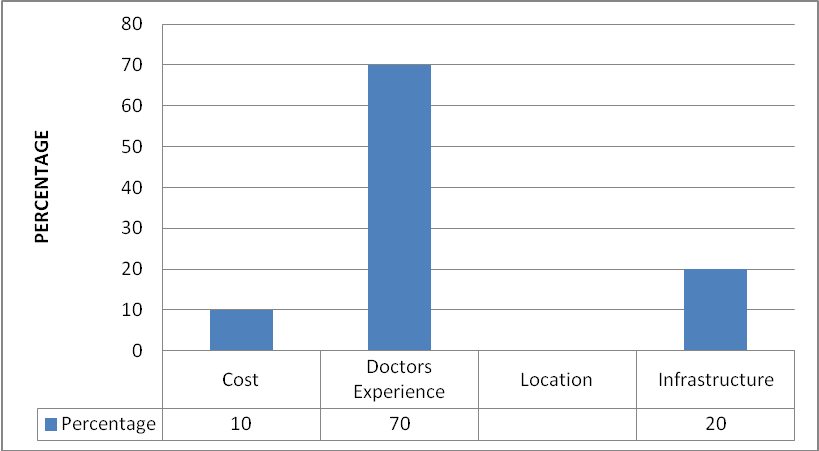 80
70
60
50
40
30
20
10
0
PERCENTAGE
Cost
Doctors
Experience
Location
Infrastructure
Percentage 10 70 20